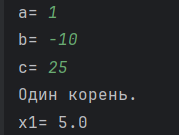 a= 1
b= -10
c= 25
Один корень.
x1= 5.0